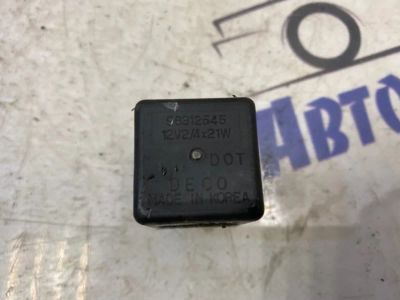 96312545
12V2/4x21W
DOT
DECO
MADE IN KOREA
АВТО